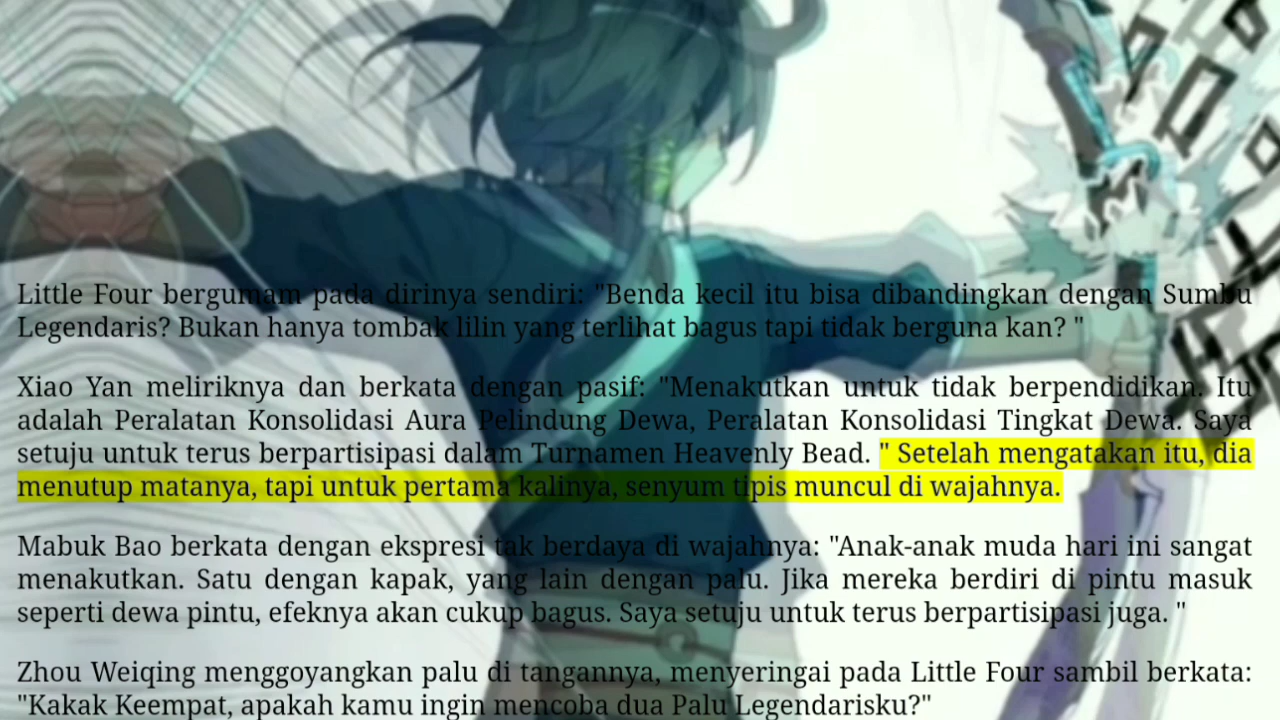 Little Four bergumam pada dirinya sendiri: "Benda kecil itu bisa dibandingkan dengan Sumbu
Legendaris? Bukan hanya tombak lilin yang terlihat bagus tapi tidak berguna kan? "
Xiao Yan meliriknya dan berkata dengan pasif: "Menakutkan untuk tidak berpendidikan. Itu
adalah Peralatan Konsolidasi Aura Pelindung Dewa, Peralatan Konsolidasi Tingkat Dewa. Saya
setuju untuk terus berpartisipasi dalam Turnamen Heavenly Bead. " Setelah mengatakan itu, dia
menutup matanya, tapi untuk pertama kalinya, senyum tipis muncul di wajahnya.
Mabuk Bao berkata dengan ekspresi tak berdaya di wajahnya: "Anak-anak muda hari ini sangat
menakutkan. Satu dengan kapak, yang lain dengan palu. Jika mereka berdiri di pintu masuk
seperti dewa pintu, efeknya akan cukup bagus. Saya setuju untuk terus berpartisipasi juga. "
Zhou Weiqing menggoyangkan palu di tangannya, menyeringai pada Little Four sambil berkata:
"Kakak Keempat, apakah kamu ingin mencoba dua Palu Legendarisku?"